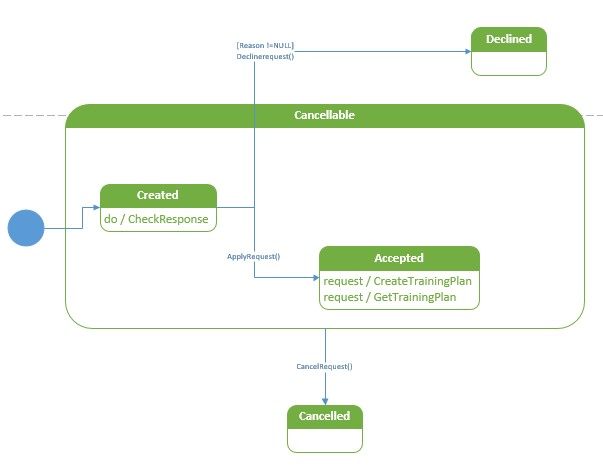 [Reason !=NULL]
Declinerequest()
Declined
Cancellable
Created
do / CheckResponse
ApplyRequest()
Accepted
request / CreateTrainingPlan
request / GetTrainingPlan
CancelRequest()
Cancelled